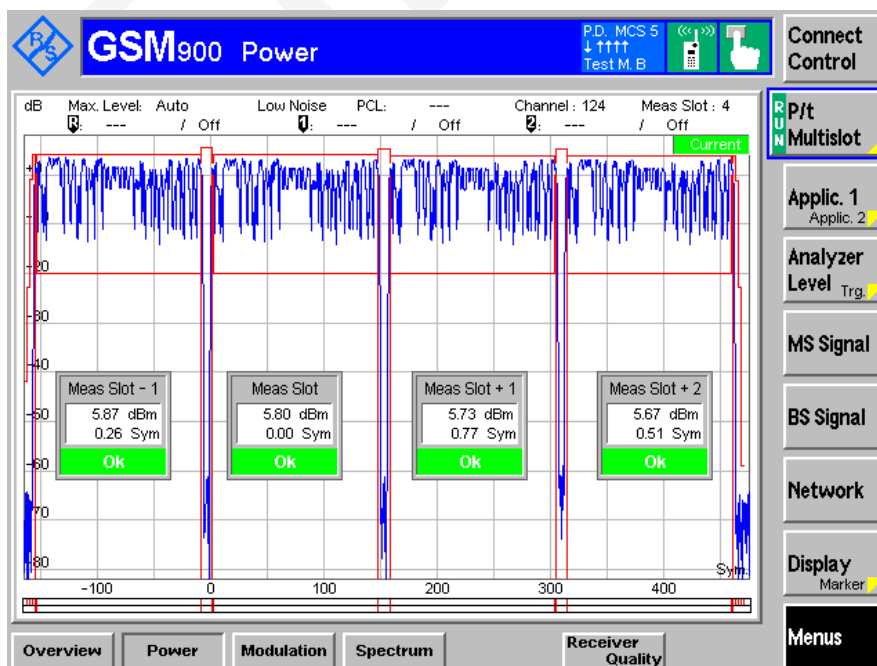 R/S
GSM900 Power
P.D. MCS 5
↓ ↑↑↑↑
Test M. B
Connect Control
dB Max. Level: Auto Low Noise PCL: --- Channel : 124 Meas Slot : 4
R: --- / Off 1: --- / Off 2: --- / Off
Current
RUN
P/t Multislot
Applic. 1
Applic. 2
Analyzer Level
Trg.
MS Signal
BS Signal
Network
Display
Marker
Menus
-20
-30
-40
-50
-60
-70
-80
Meas Slot - 1
5.87 dBm
0.26 Sym
Ok
Meas Slot
5.80 dBm
0.00 Sym
Ok
Meas Slot + 1
5.73 dBm
0.77 Sym
Ok
Meas Slot + 2
5.67 dBm
0.51 Sym
Ok
Sym.
-100 0 100 200 300 400
Overview Power Modulation Spectrum Receiver Quality